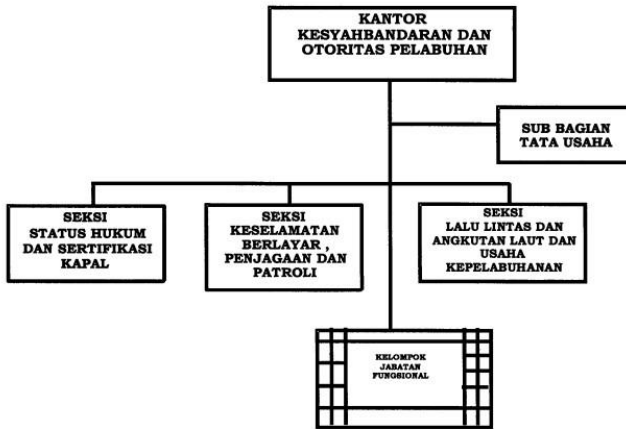 KANTOR
KESYAHBANDARAN DAN
OTORITAS PELABUHAN
SUB BAGIAN
TATA USAHA
SEKSI
STATUS HUKUM
DAN SERTIFIKASI
KAPAL
SEKSI
KESELAMATAN
BERLAYAR ,
PENJAGAAN DAN
PATROLI
SEKSI
LALU LINTAS DAN
ANGKUTAN LAUT DAN
USAHA
KEPELABUHANAN
KELOMPOK
JABATAN
FUNGSIONAL